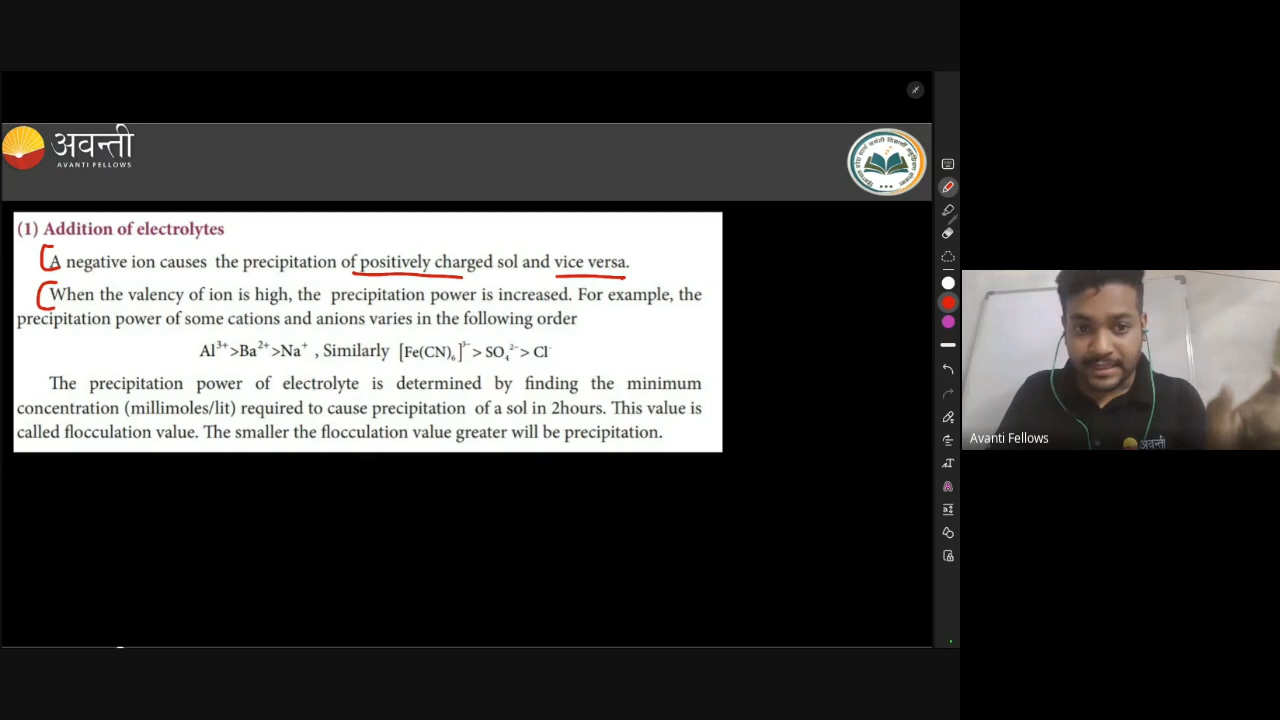 अवन्ती
AVANTI FELLOWS
(1) Addition of electrolytes
A negative ion causes the precipitation of positively charged sol and vice versa.
When the valency of ion is high, the precipitation power is increased. For example, the
precipitation power of some cations and anions varies in the following order
Al³⁺>Ba²⁺>Na⁺ , Similarly [Fe(CN)₆]³⁻ > SO₄²⁻ > Cl⁻
The precipitation power of electrolyte is determined by finding the minimum
concentration (millimoles/lit) required to cause precipitation of a sol in 2hours. This value is
called flocculation value. The smaller the flocculation value greater will be precipitation.
Avanti Fellows
अवन्ती